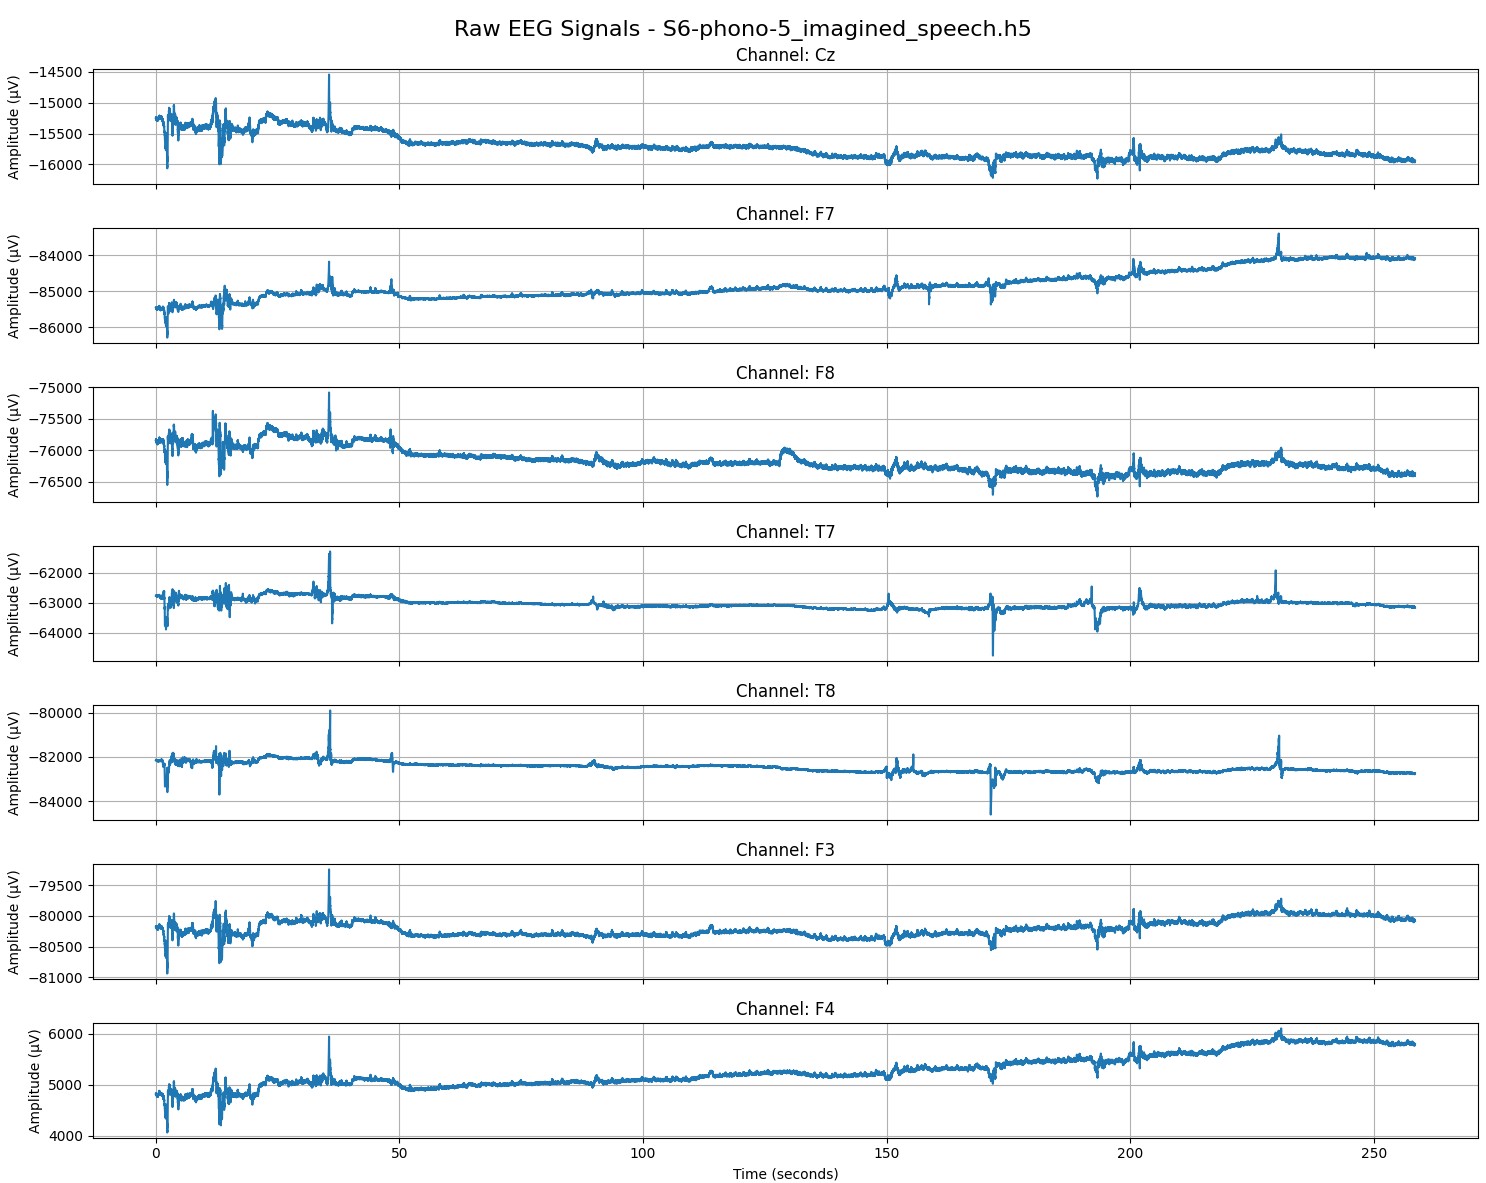 Raw EEG Signals - S6-phono-5_imagined_speech.h5
Channel: Cz
Amplitude (µV)
−14500
−15000
−15500
−16000
Channel: F7
Amplitude (µV)
−84000
−85000
−86000
Channel: F8
Amplitude (µV)
−75000
−75500
−76000
−76500
Channel: T7
Amplitude (µV)
−62000
−63000
−64000
Channel: T8
Amplitude (µV)
−80000
−82000
−84000
Channel: F3
Amplitude (µV)
−79500
−80000
−80500
−81000
Channel: F4
Amplitude (µV)
6000
5000
4000
0 50 100 150 200 250
Time (seconds)